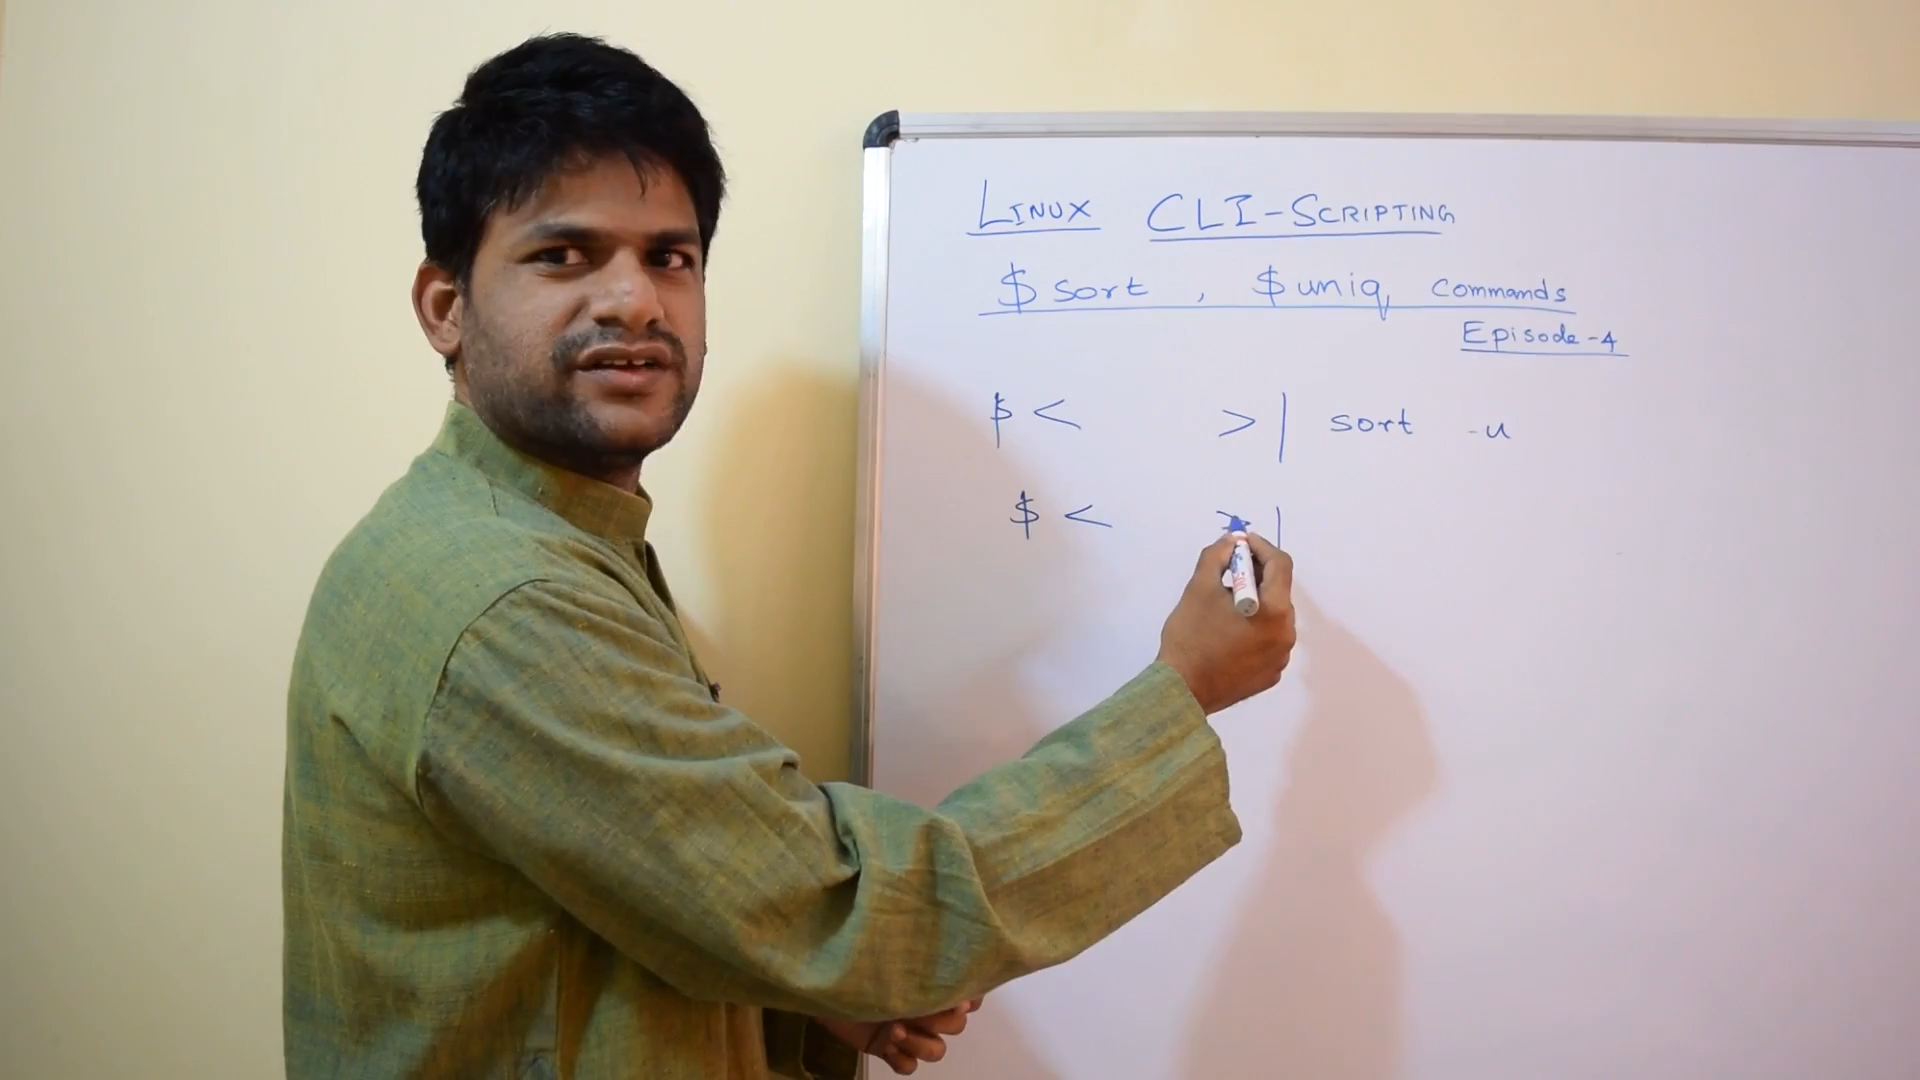 LINUX CLI-SCRIPTING
$ sort , $ uniq, commands
Episode-4
$ < >| sort -u
$ < >|